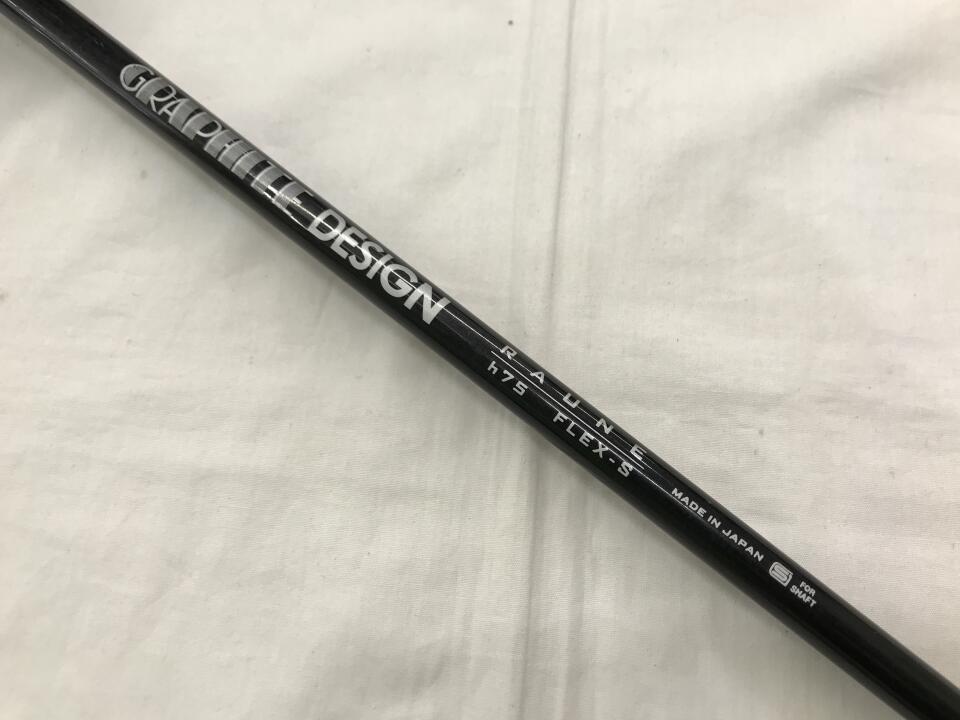 GRAPHITE DESIGN
RAUNE
h75 FLEX-S
MADE IN JAPAN
S FOR
SHAFT